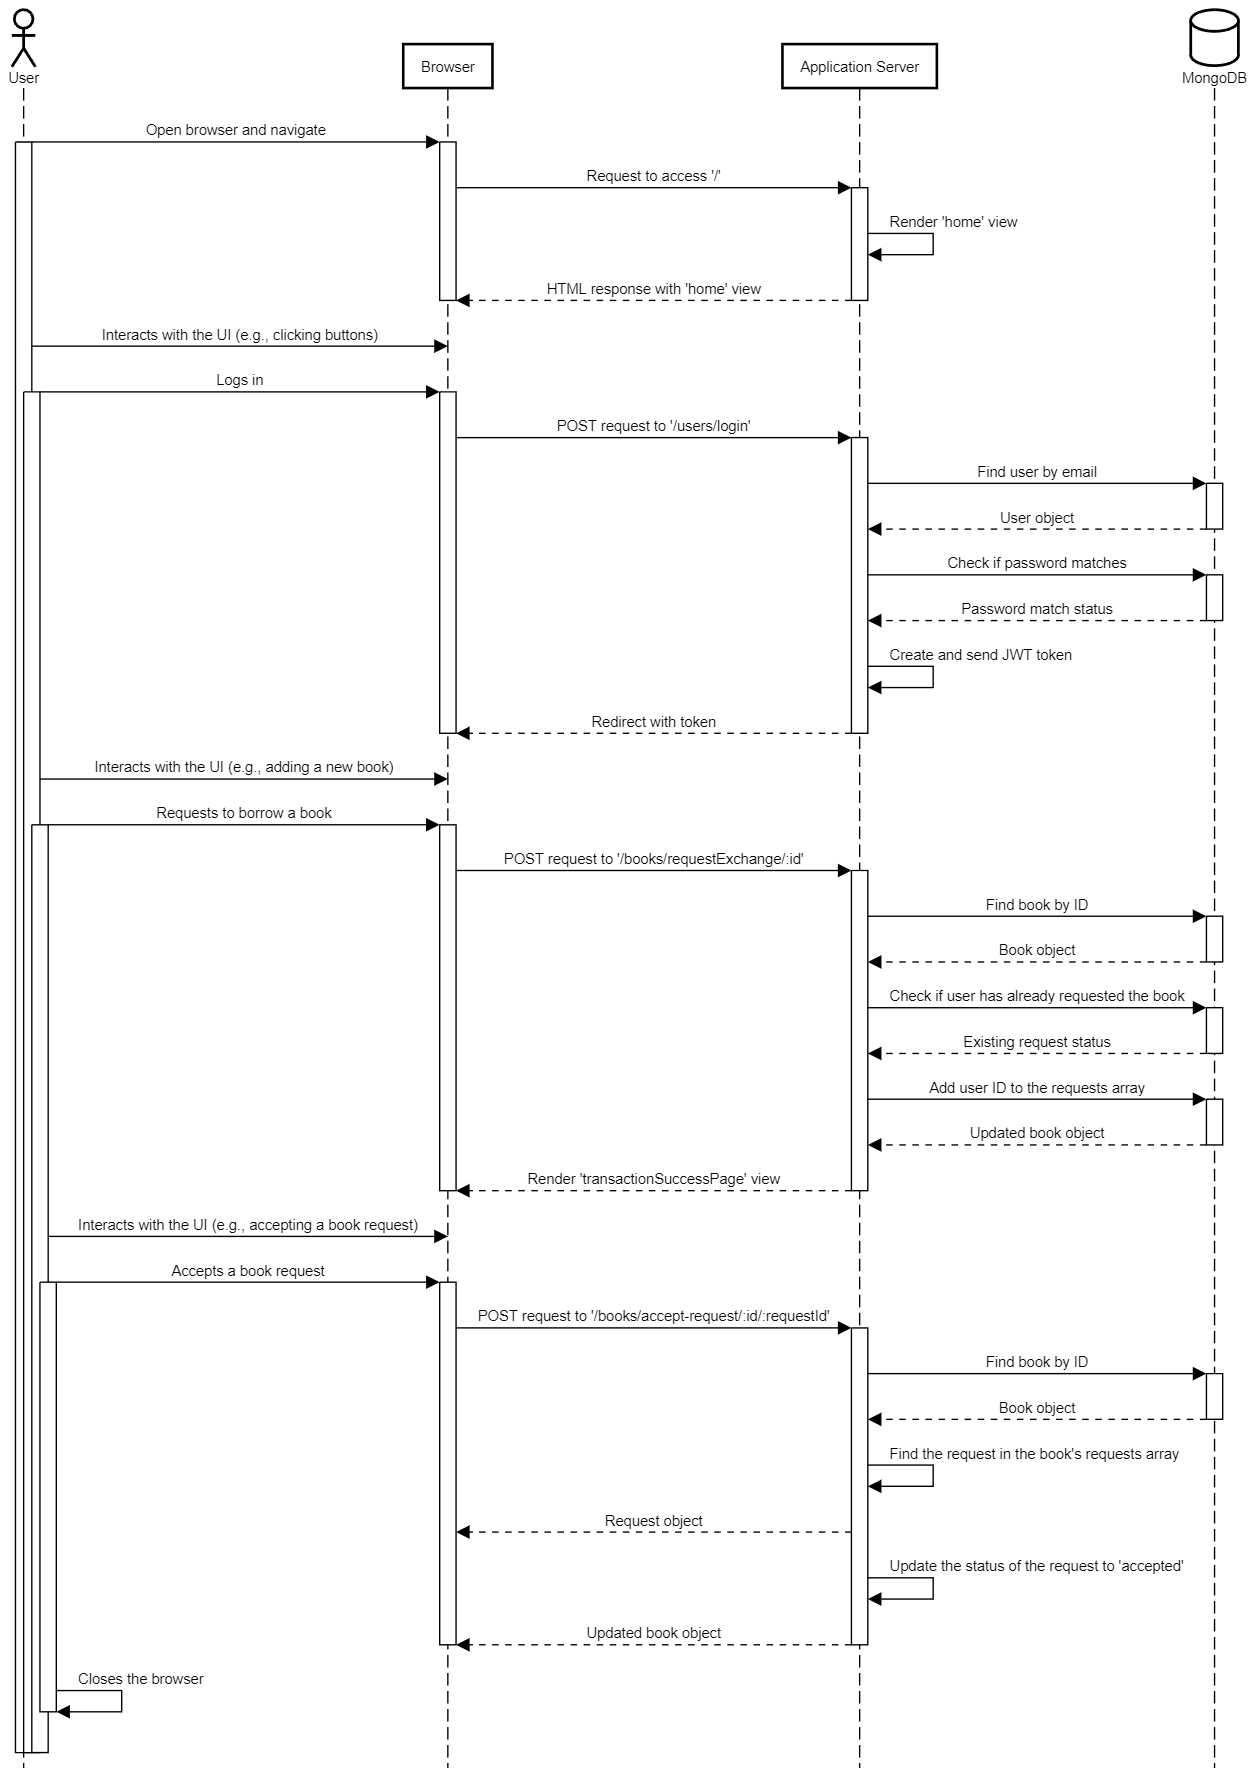 User
Browser
Application Server
MongoDB
Open browser and navigate
Request to access '/'
Render 'home' view
HTML response with 'home' view
Interacts with the UI (e.g., clicking buttons)
Logs in
POST request to '/users/login'
Find user by email
User object
Check if password matches
Password match status
Create and send JWT token
Redirect with token
Interacts with the UI (e.g., adding a new book)
Requests to borrow a book
POST request to '/books/requestExchange/:id'
Find book by ID
Book object
Check if user has already requested the book
Existing request status
Add user ID to the requests array
Updated book object
Render 'transactionSuccessPage' view
Interacts with the UI (e.g., accepting a book request)
Accepts a book request
POST request to '/books/accept-request/:id/:requestId'
Find book by ID
Book object
Find the request in the book's requests array
Request object
Update the status of the request to 'accepted'
Updated book object
Closes the browser